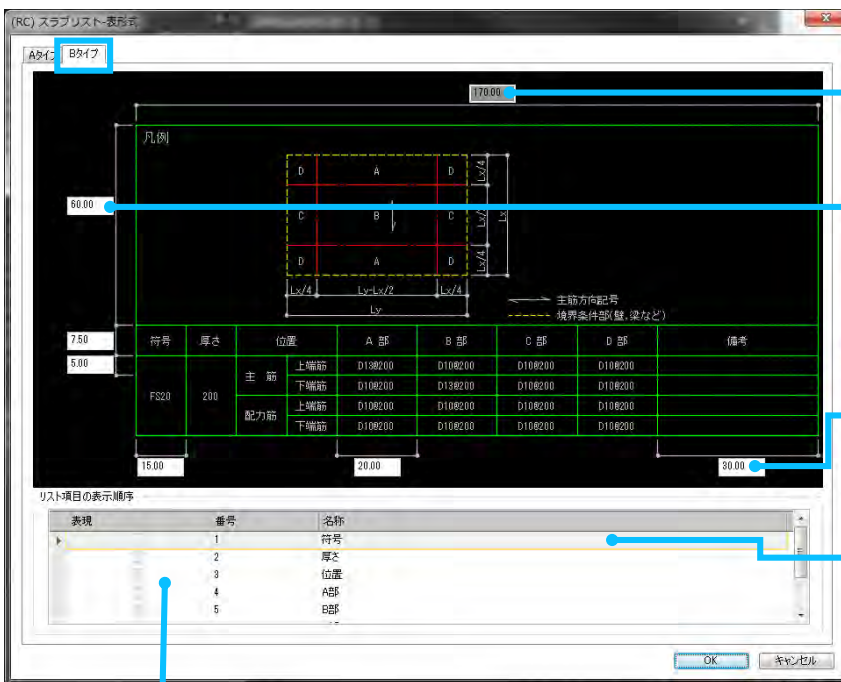 (RC) スラブリスト-表形式
Aタイプ Bタイプ
170.00
凡例
D A D Lx/4
60.00
C B C Lx/2 Lx
D A D Lx/4
Lx/4 Ly-Lx/2 Lx/4
Ly
主筋方向記号
境界条件部(壁、梁など)
7.50 符号 厚さ 位置 A 部 B 部 C 部 D 部 備考
5.00
FS20 200
主 筋 上端筋 D13@200 D10@200 D10@200 D10@200
下端筋 D10@200 D13@200 D10@200 D10@200
配力筋 上端筋 D10@200 D10@200 D10@200 D10@200
下端筋 D10@200 D10@200 D10@200 D10@200
15.00 20.00 30.00
リスト項目の表示順序
表現 番号 名称
1 符号
2 厚さ
3 位置
4 A部
5 B部
OK キャンセル